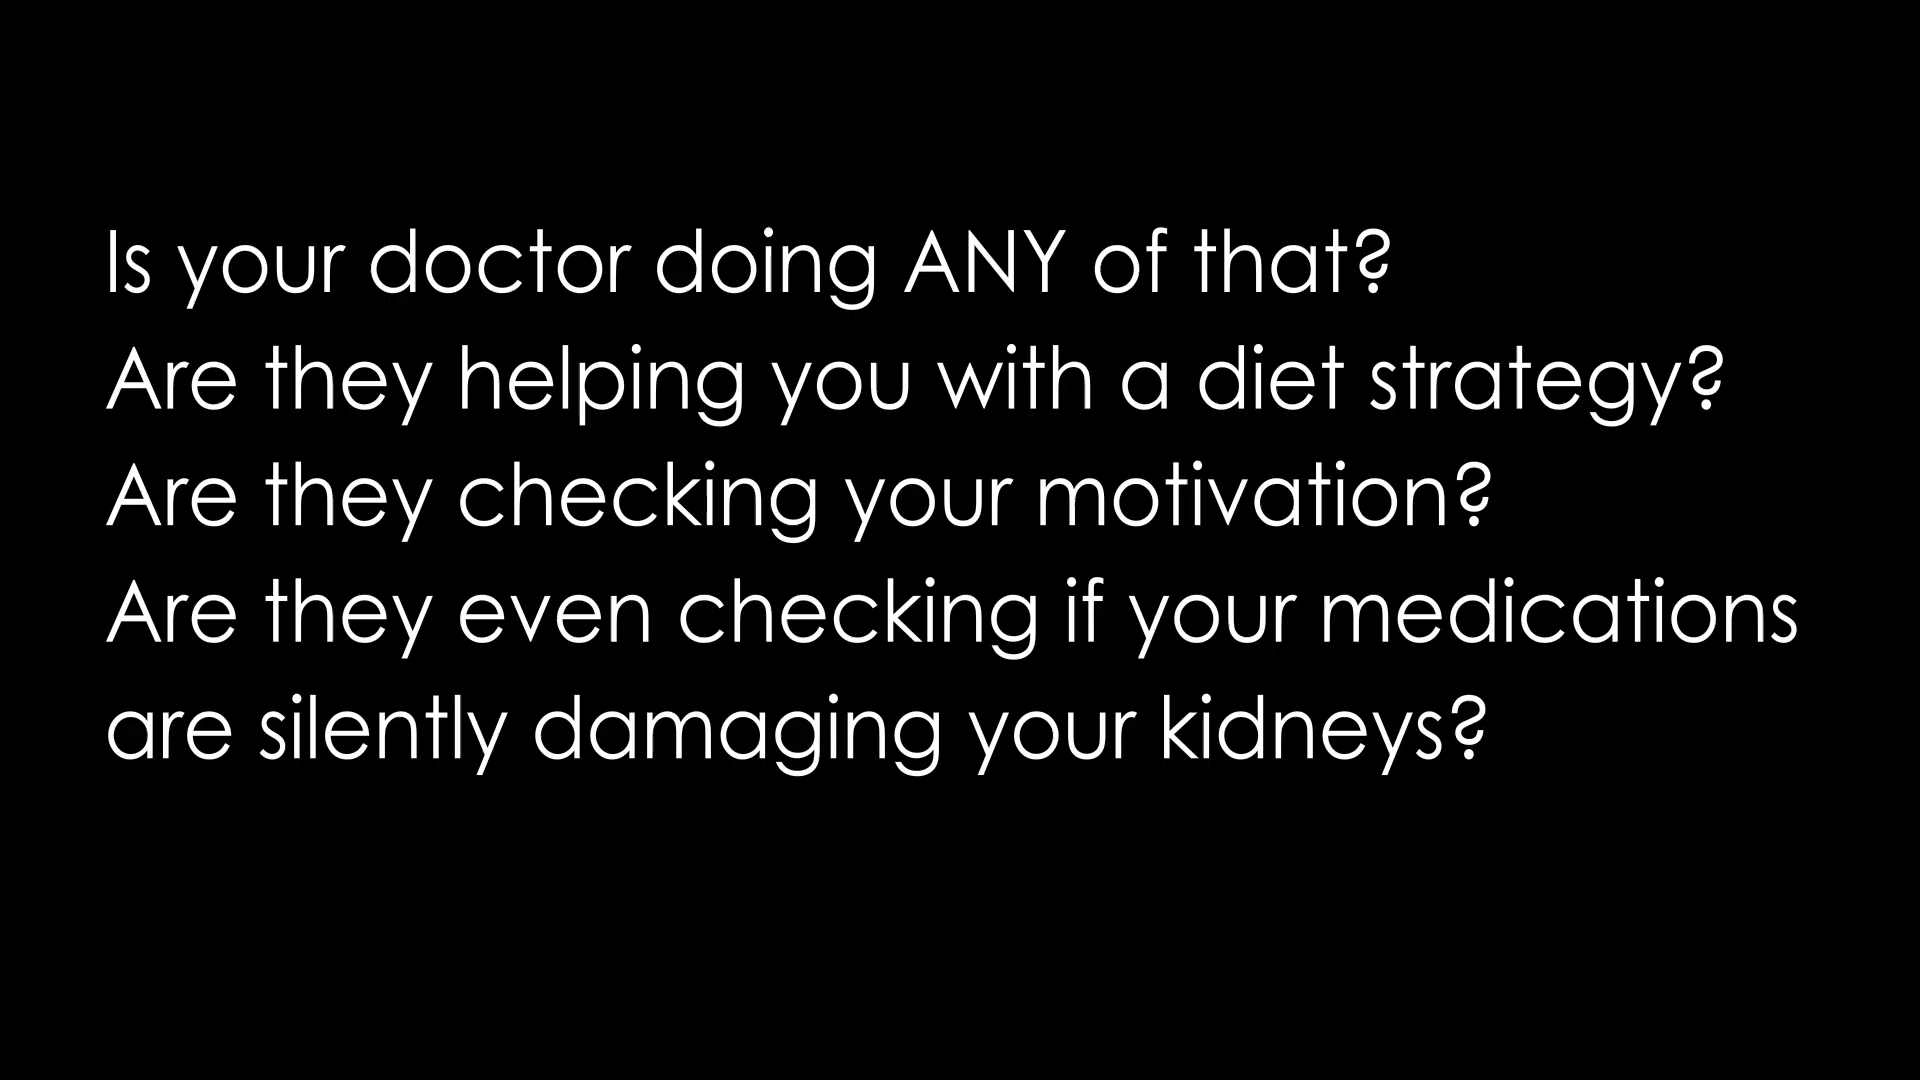 Is your doctor doing ANY of that?
Are they helping you with a diet strategy?
Are they checking your motivation?
Are they even checking if your medications
are silently damaging your kidneys?